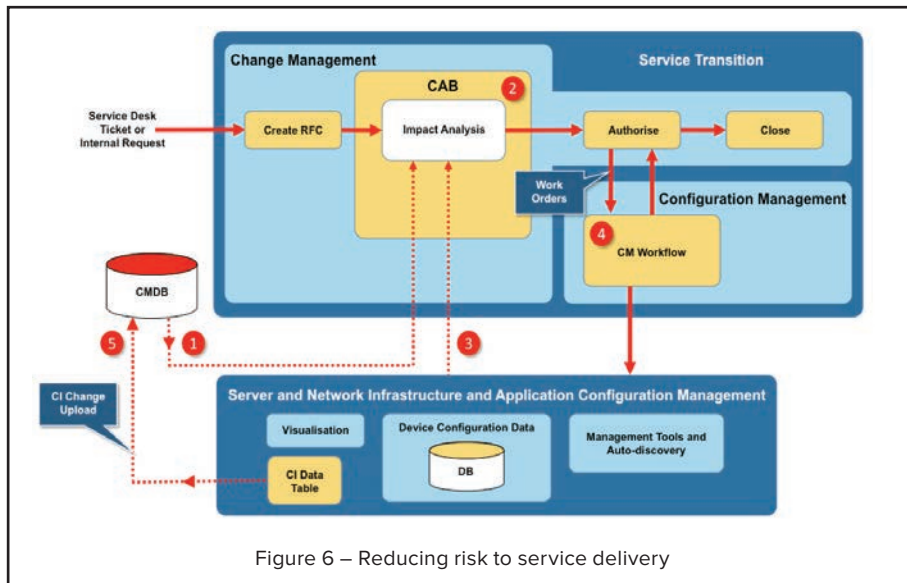 Change Management
Service Transition
CAB
2
Service Desk
Ticket or
Internal Request
Create RFC
Impact Analysis
Authorise
Close
Work
Orders
Configuration Management
4
CM Workflow
CMDB
5
1
3
CI Change
Upload
Server and Network Infrastructure and Application Configuration Management
Visualisation
Device Configuration Data
Management Tools and
Auto-discovery
CI Data
Table
DB
Figure 6 – Reducing risk to service delivery